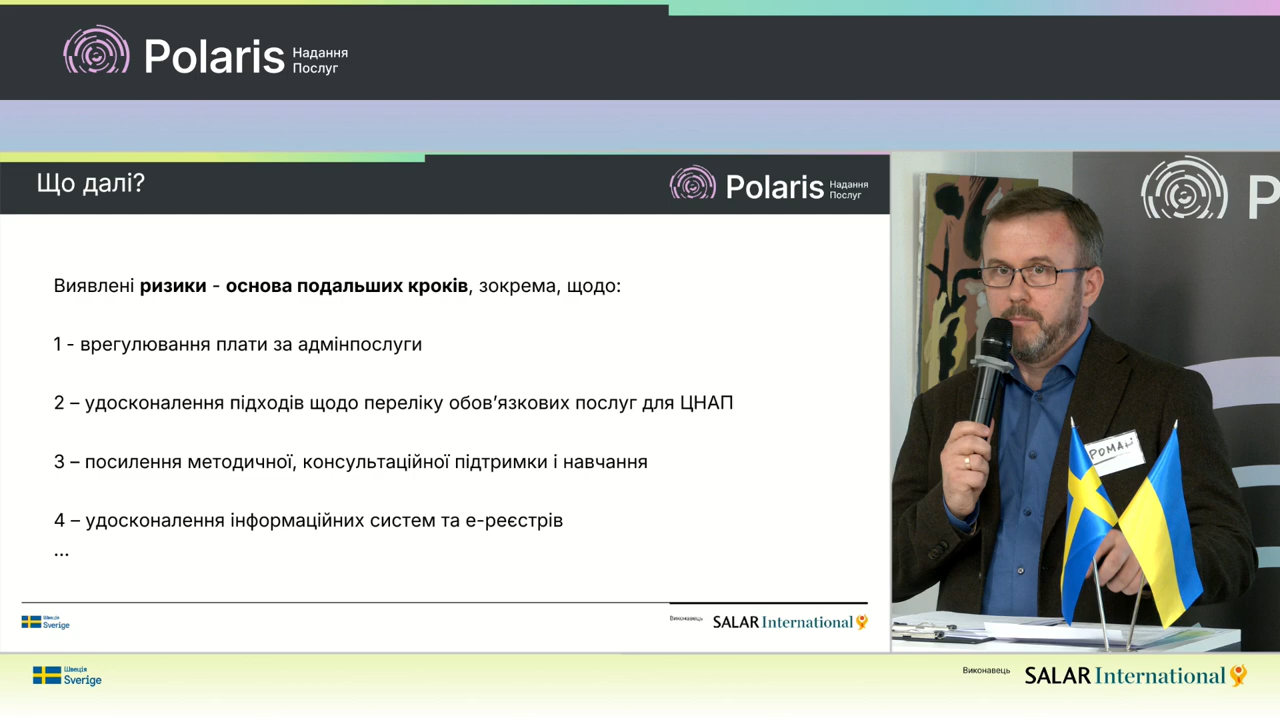 Polaris Надання
Послуг
Що далі?
Polaris Надання
Послуг
Виявлені ризики - основа подальших кроків, зокрема, щодо:
1 - врегулювання плати за адмінпослуги
2 – удосконалення підходів щодо переліку обов’язкових послуг для ЦНАП
3 – посилення методичної, консультаційної підтримки і навчання
4 – удосконалення інформаційних систем та е-реєстрів
...
Швеція
Sverige
Виконавець SALAR International
P
РОМАН
Швеція
Sverige
Виконавець SALAR International